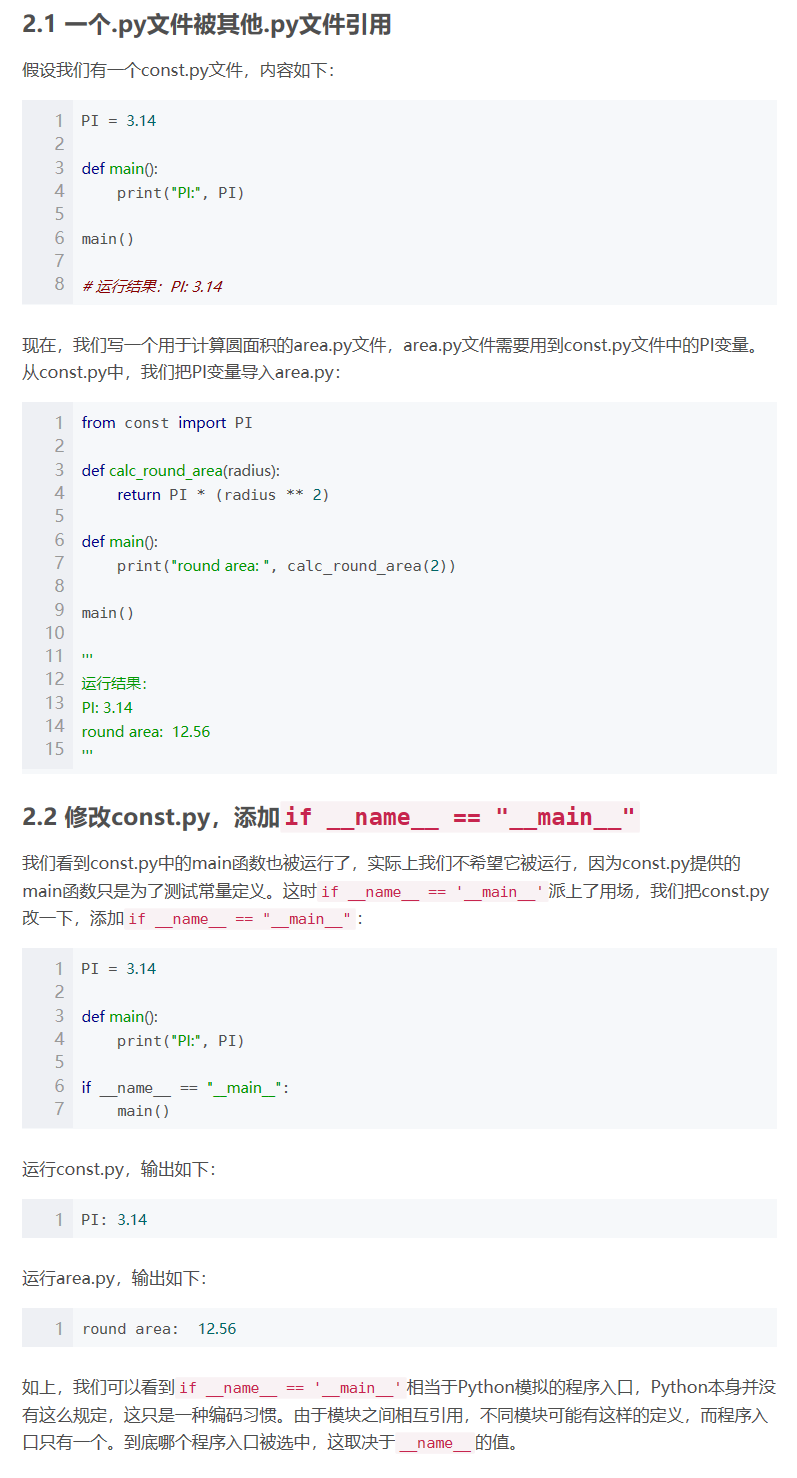 2.1 一个.py文件被其他.py文件引用
假设我们有一个const.py文件，内容如下：
1 PI = 3.14
2
3 def main():
4     print("PI:", PI)
5
6 main()
7
8 # 运行结果：PI: 3.14
现在，我们写一个用于计算圆面积的area.py文件，area.py文件需要用到const.py文件中的PI变量。
从const.py中，我们把PI变量导入area.py：
1 from const import PI
2
3 def calc_round_area(radius):
4     return PI * (radius ** 2)
5
6 def main():
7     print("round area: ", calc_round_area(2))
8
9 main()
10
11 '''
12 运行结果：
13 PI: 3.14
14 round area:  12.56
15 '''
2.2 修改const.py，添加if __name__ == "__main__"
我们看到const.py中的main函数也被运行了，实际上我们不希望它被运行，因为const.py提供的
main函数只是为了测试常量定义。这时if __name__ == '__main__'派上了用场，我们把const.py
改一下，添加if __name__ == "__main__"：
1 PI = 3.14
2
3 def main():
4     print("PI:", PI)
5
6 if __name__ == "__main__":
7     main()
运行const.py，输出如下：
1 PI: 3.14
运行area.py，输出如下：
1 round area:  12.56
如上，我们可以看到if __name__ == '__main__'相当于Python模拟的程序入口，Python本身并没
有这么规定，这只是一种编码习惯。由于模块之间相互引用，不同模块可能有这样的定义，而程序入
口只有一个。到底哪个程序入口被选中，这取决于__name__的值。